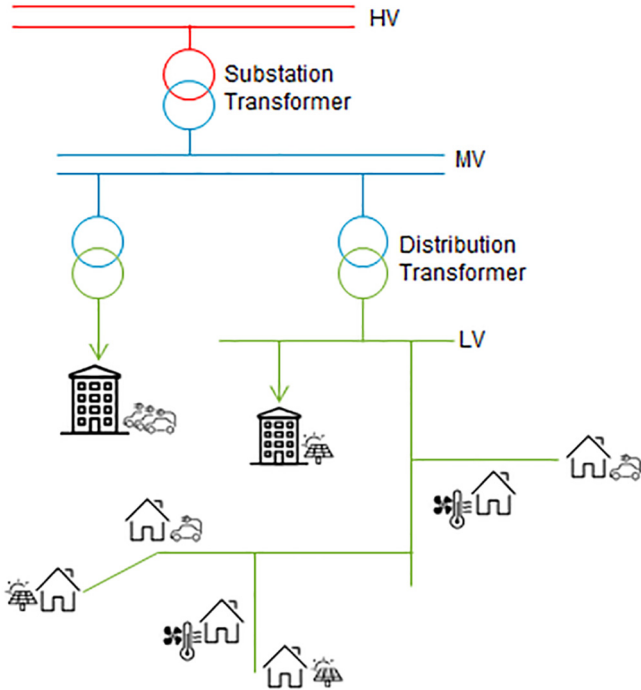 HV
Substation
Transformer
MV
Distribution
Transformer
LV